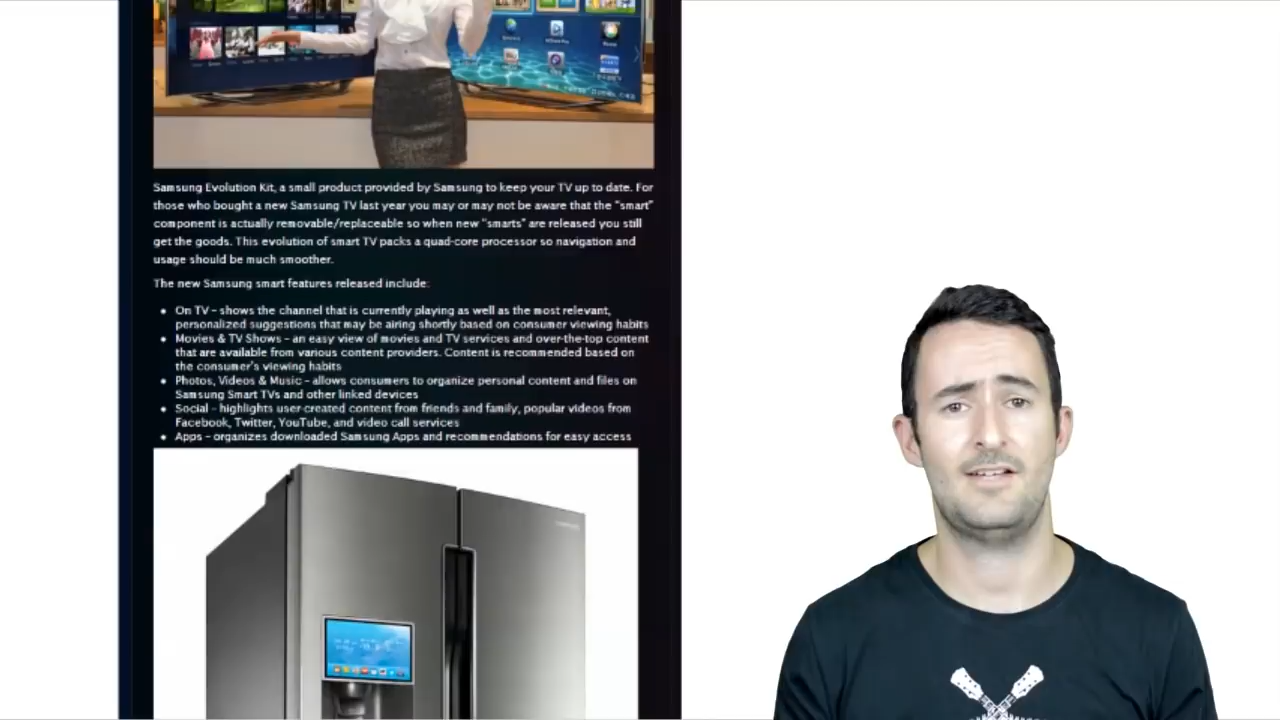 Samsung Evolution Kit, a small product provided by Samsung to keep your TV up to date. For
those who bought a new Samsung TV last year you may or may not be aware that the "smart"
component is actually removable/replaceable so when new "smarts" are released you still
get the goods. This evolution of smart TV packs a quad-core processor so navigation and
usage should be much smoother.
The new Samsung smart features released include:
• On TV – shows the channel that is currently playing as well as the most relevant,
personalized suggestions that may be airing shortly based on consumer viewing habits
• Movies & TV Shows – an easy view of movies and TV services and over-the-top content
that are available from various content providers. Content is recommended based on
the consumer's viewing habits
• Photos, Videos & Music – allows consumers to organize personal content and files on
Samsung Smart TVs and other linked devices
• Social – highlights user-created content from friends and family, popular videos from
Facebook, Twitter, YouTube, and video call services
• Apps – organizes downloaded Samsung Apps and recommendations for easy access